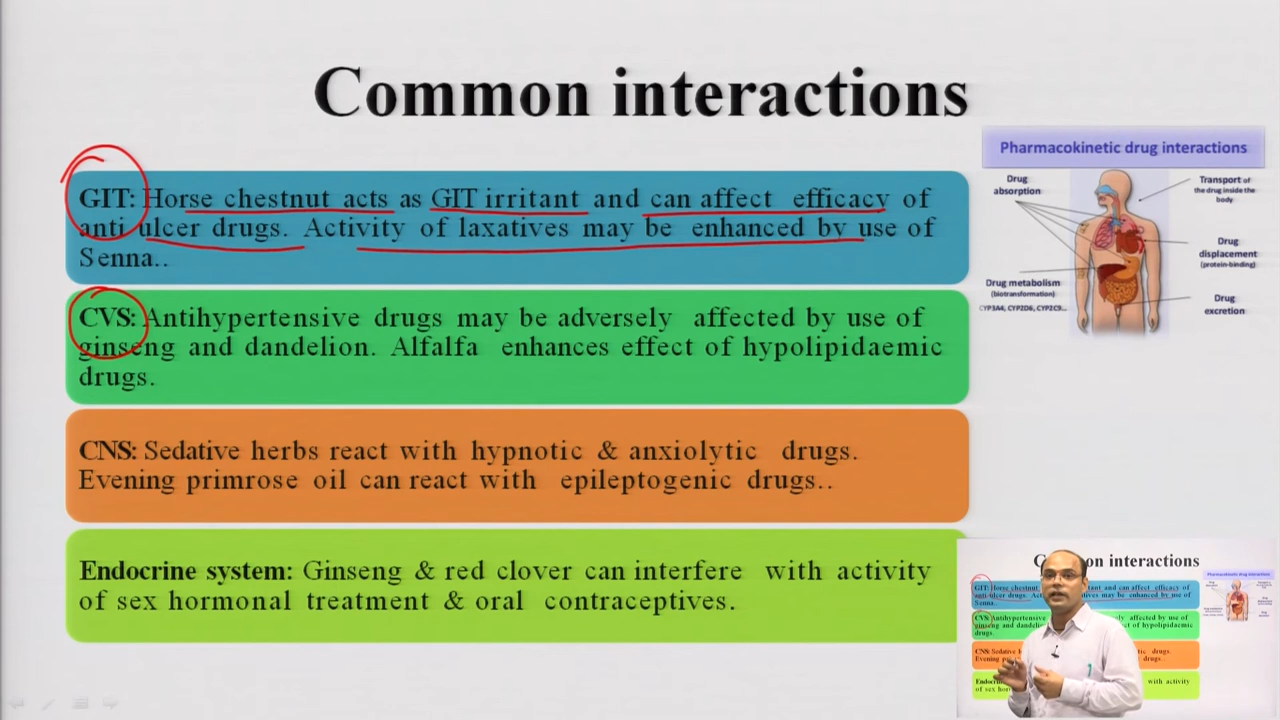 Common interactions
GIT: Horse chestnut acts as GIT irritant and can affect efficacy of
anti ulcer drugs. Activity of laxatives may be enhanced by use of
Senna..
CVS: Antihypertensive drugs may be adversely affected by use of
ginseng and dandelion. Alfalfa enhances effect of hypolipidaemic
drugs.
CNS: Sedative herbs react with hypnotic & anxiolytic drugs.
Evening primrose oil can react with epileptogenic drugs..
Endocrine system: Ginseng & red clover can interfere with activity
of sex hormonal treatment & oral contraceptives.
Pharmacokinetic drug interactions
Drug
absorption
Transport of
the drug inside the
body
Drug
displacement
(protein-binding)
Drug metabolism
(biotransformation)
CYP3A4, CYP2D6, CYP2C9...
Drug
excretion